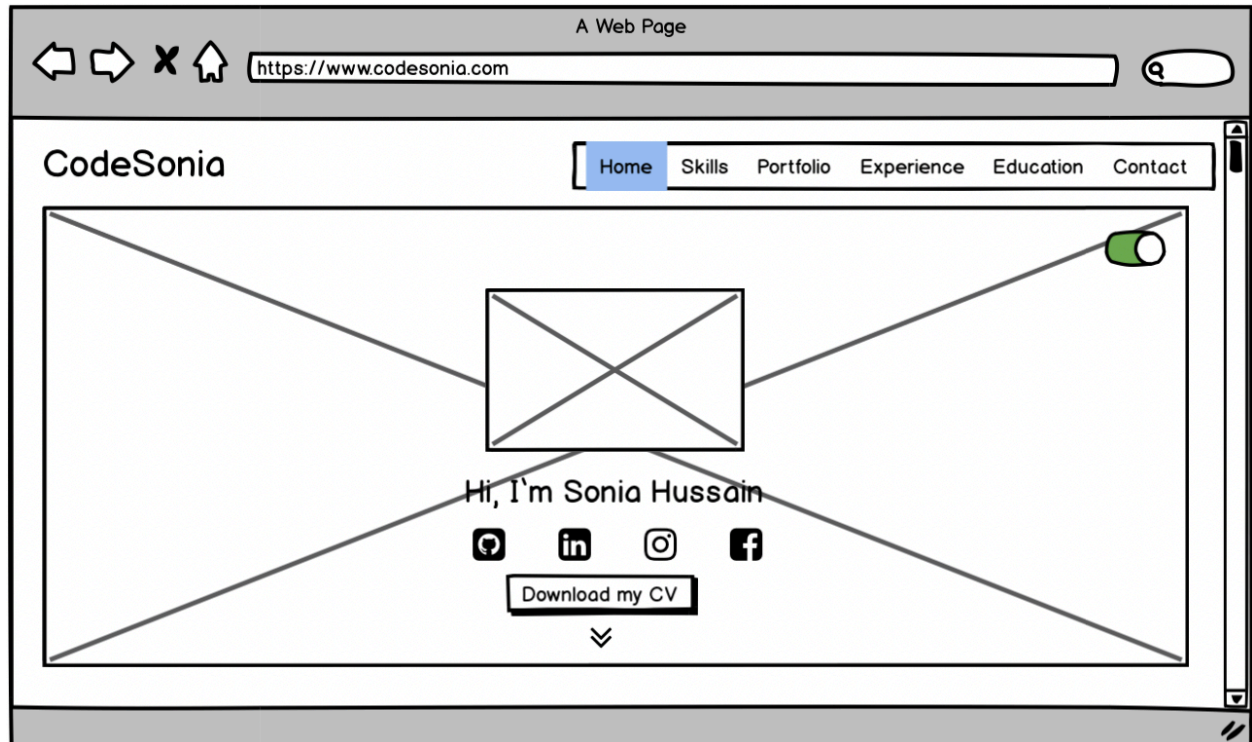 A Web Page
https://www.codesonia.com
CodeSonia
Home Skills Portfolio Experience Education Contact
Hi, I`m Sonia Hussain
in
Download my CV